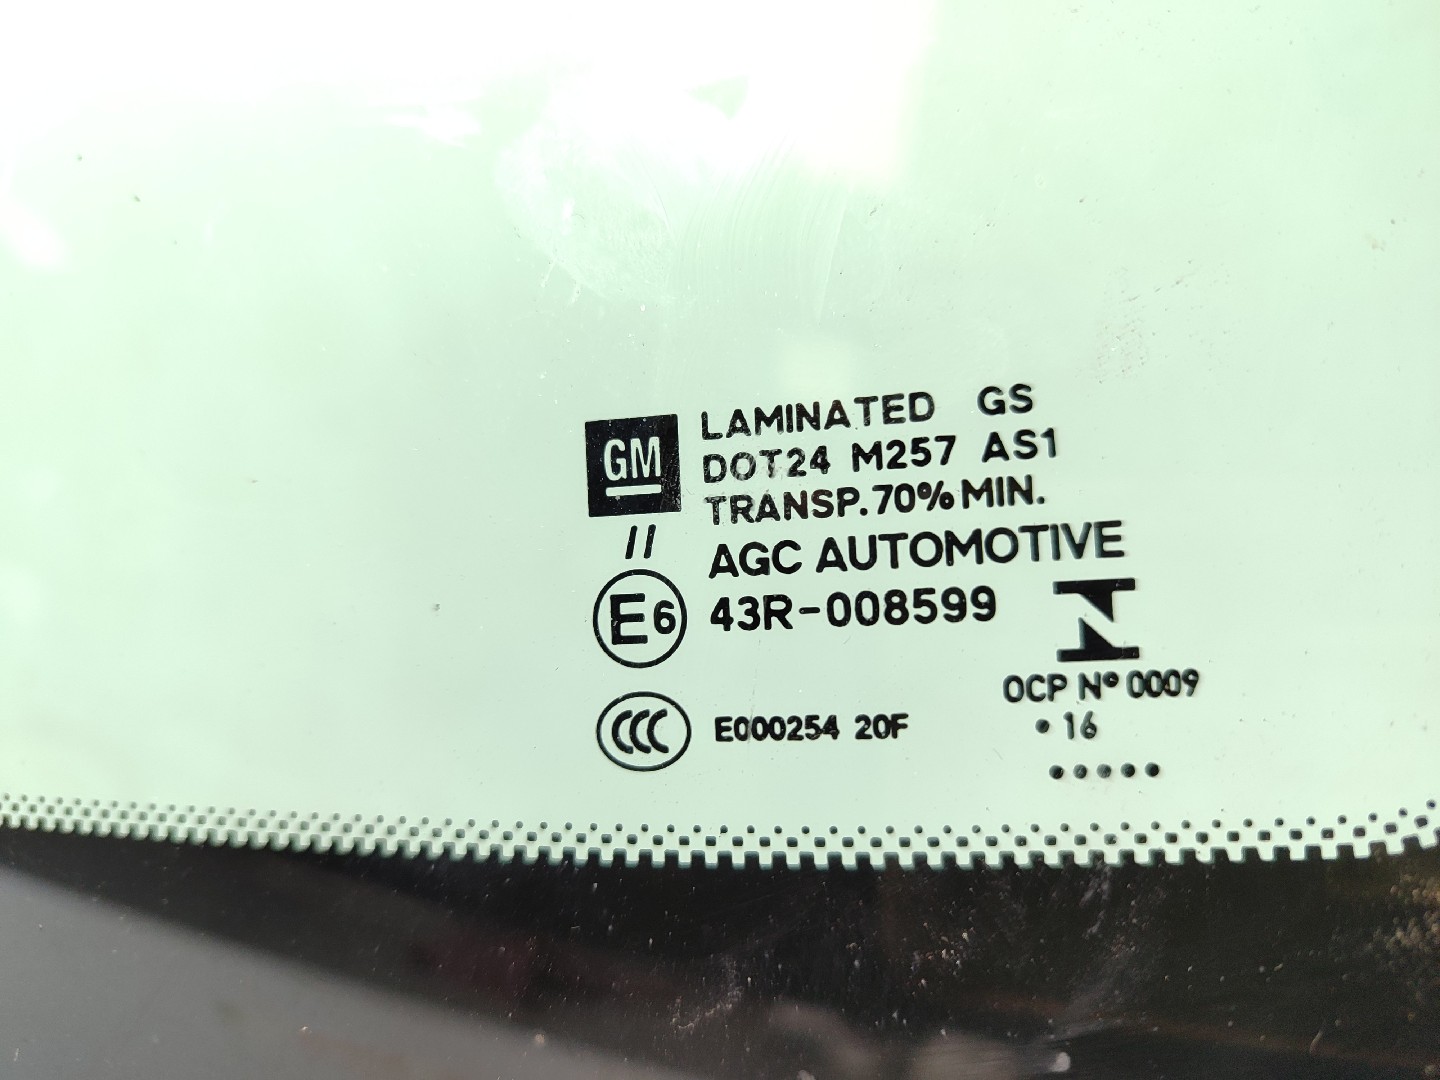 GM
LAMINATED GS
DOT24 M257 AS1
TRANSP.70%MIN.
//
AGC AUTOMOTIVE
E6
43R-008599
OCP Nº 0009
CCC
E000254 20F
•16
•••••